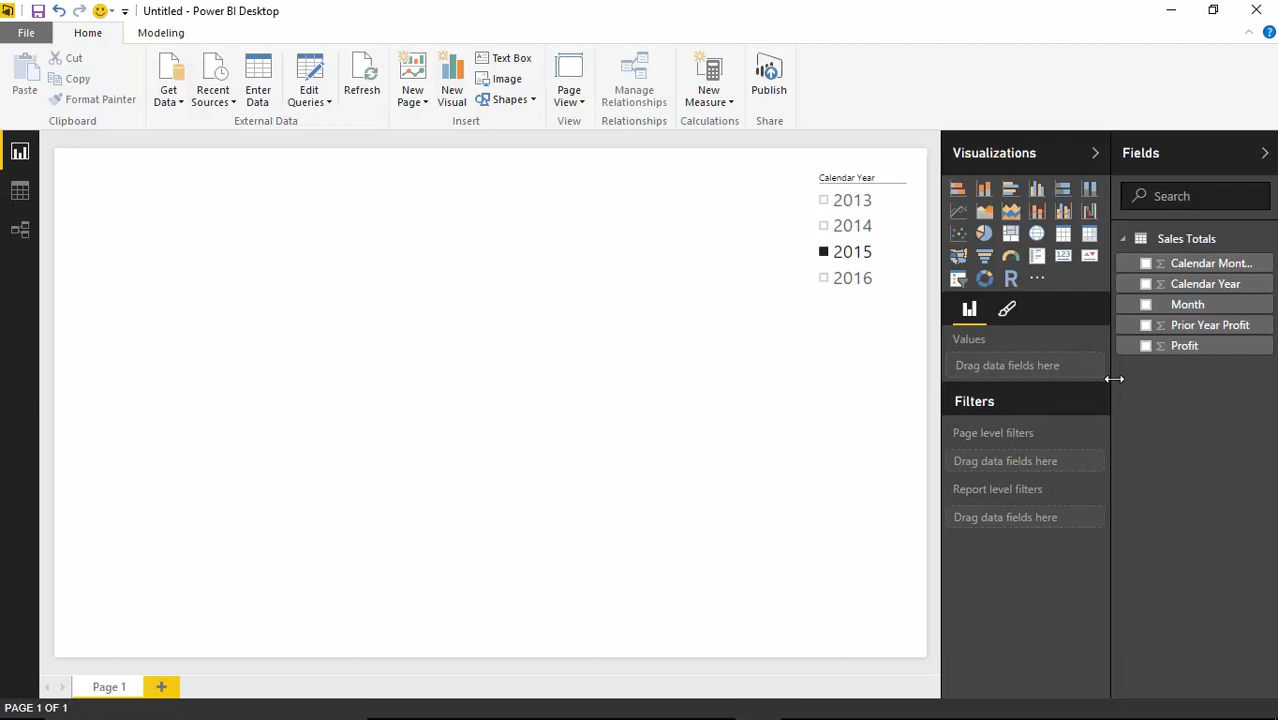 Untitled - Power BI Desktop
File
Home
Modeling
Paste
Cut
Copy
Format Painter
Clipboard
Get Data
Recent Sources
Enter Data
Edit Queries
Refresh
External Data
New Page
New Visual
Text Box
Image
Shapes
Insert
Page View
View
Manage Relationships
Relationships
New Measure
Calculations
Publish
Share
Calendar Year
2013
2014
2015
2016
Visualizations
123
R
...
Values
Drag data fields here
Filters
Page level filters
Drag data fields here
Report level filters
Drag data fields here
Fields
Search
Sales Totals
Σ Calendar Mont...
Σ Calendar Year
Month
Σ Prior Year Profit
Σ Profit
Page 1
PAGE 1 OF 1